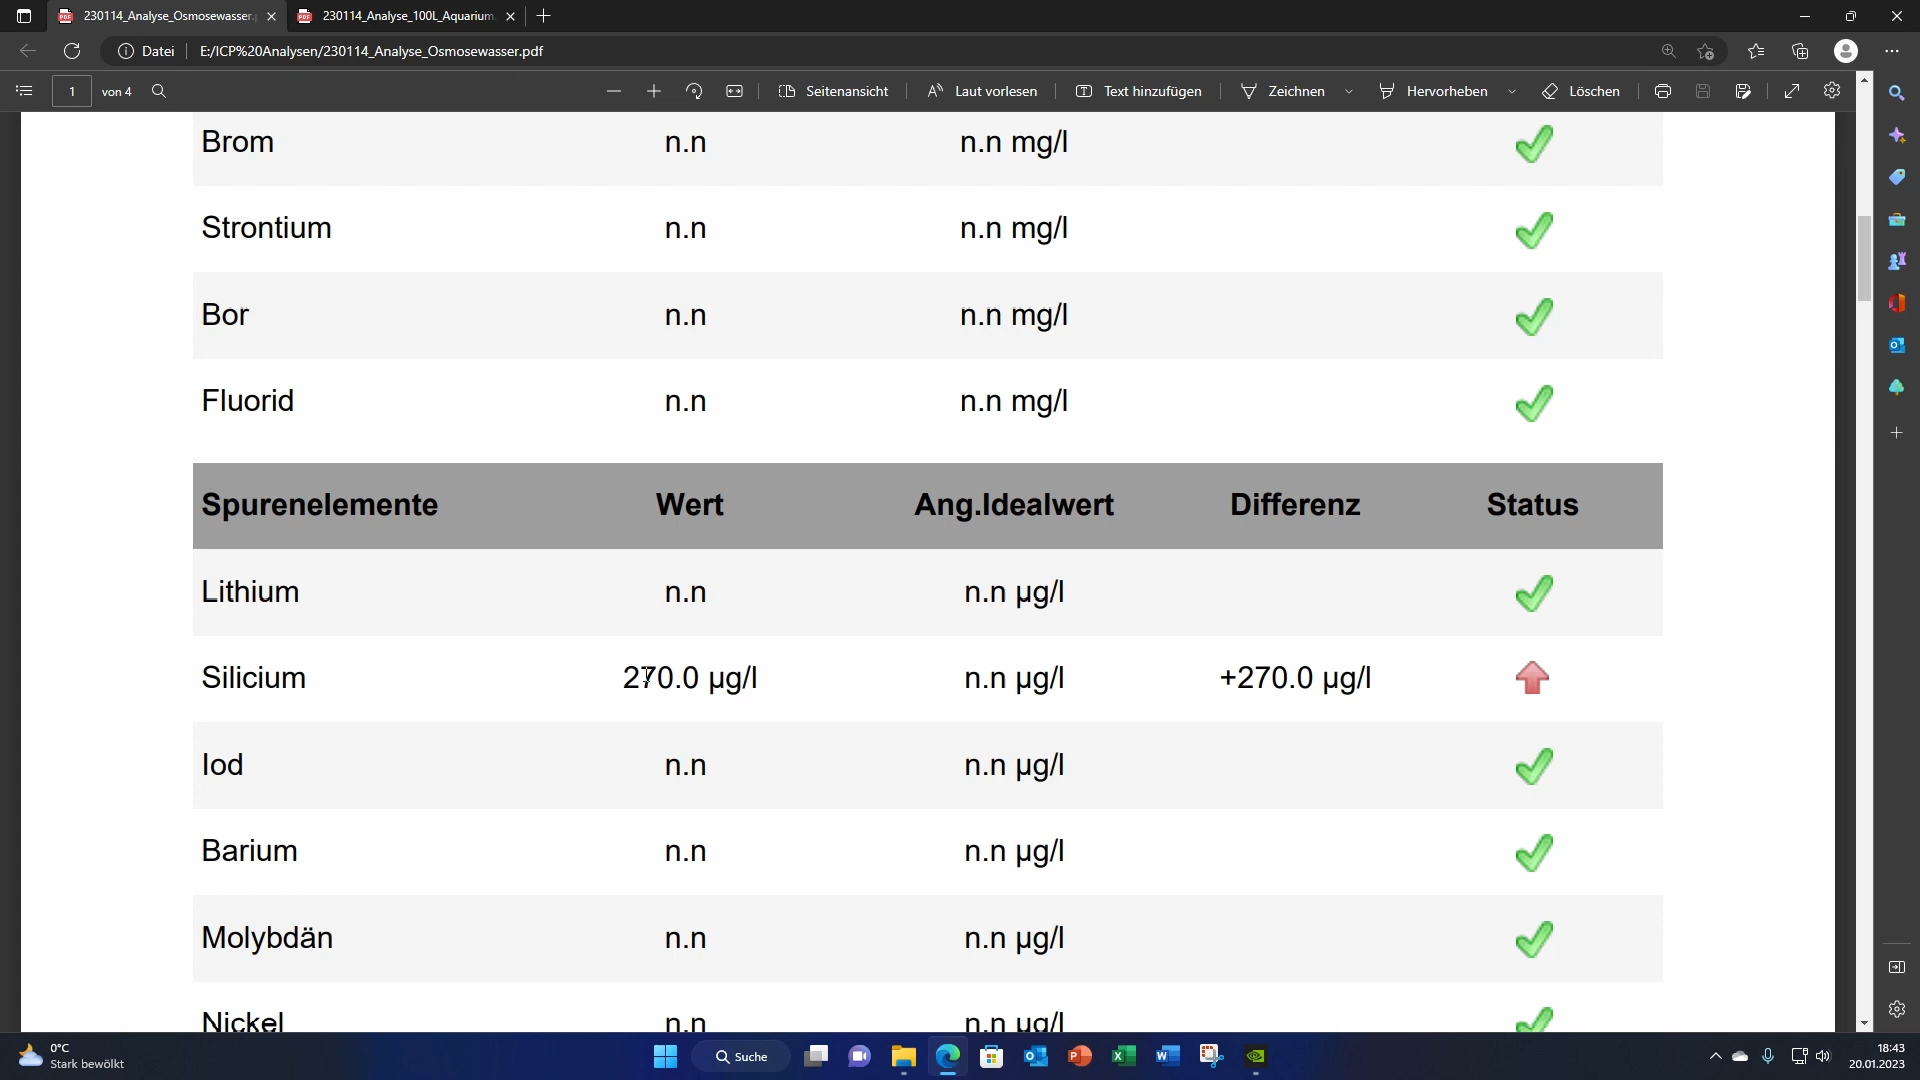 230114_Analyse_Osmosewasser.p
230114_Analyse_100L_Aquarium.
Datei
E:/ICP%20Analysen/230114_Analyse_Osmosewasser.pdf
1 von 4
Seitenansicht
Laut vorlesen
Text hinzufügen
Zeichnen
Hervorheben
Löschen
Brom n.n n.n mg/l
Strontium n.n n.n mg/l
Bor n.n n.n mg/l
Fluorid n.n n.n mg/l
Spurenelemente Wert Ang.Idealwert Differenz Status
Lithium n.n n.n µg/l
Silicium 270.0 µg/l n.n µg/l +270.0 µg/l
Iod n.n n.n µg/l
Barium n.n n.n µg/l
Molybdän n.n n.n µg/l
Nickel n.n n.n µg/l
0°C
Stark bewölkt
Suche
18:43
20.01.2023